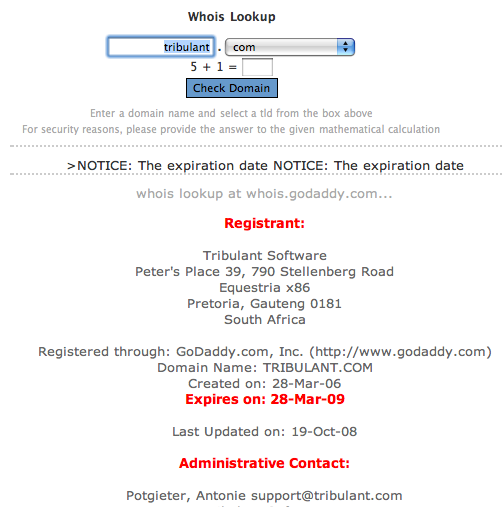 Whois Lookup
tribulant . com
5 + 1 =
Check Domain
Enter a domain name and select a tld from the box above
For security reasons, please provide the answer to the given mathematical calculation
>NOTICE: The expiration date NOTICE: The expiration date
whois lookup at whois.godaddy.com...
Registrant:
Tribulant Software
Peter's Place 39, 790 Stellenberg Road
Equestria x86
Pretoria, Gauteng 0181
South Africa
Registered through: GoDaddy.com, Inc. (http://www.godaddy.com)
Domain Name: TRIBULANT.COM
Created on: 28-Mar-06
Expires on: 28-Mar-09
Last Updated on: 19-Oct-08
Administrative Contact:
Potgieter, Antonie support@tribulant.com